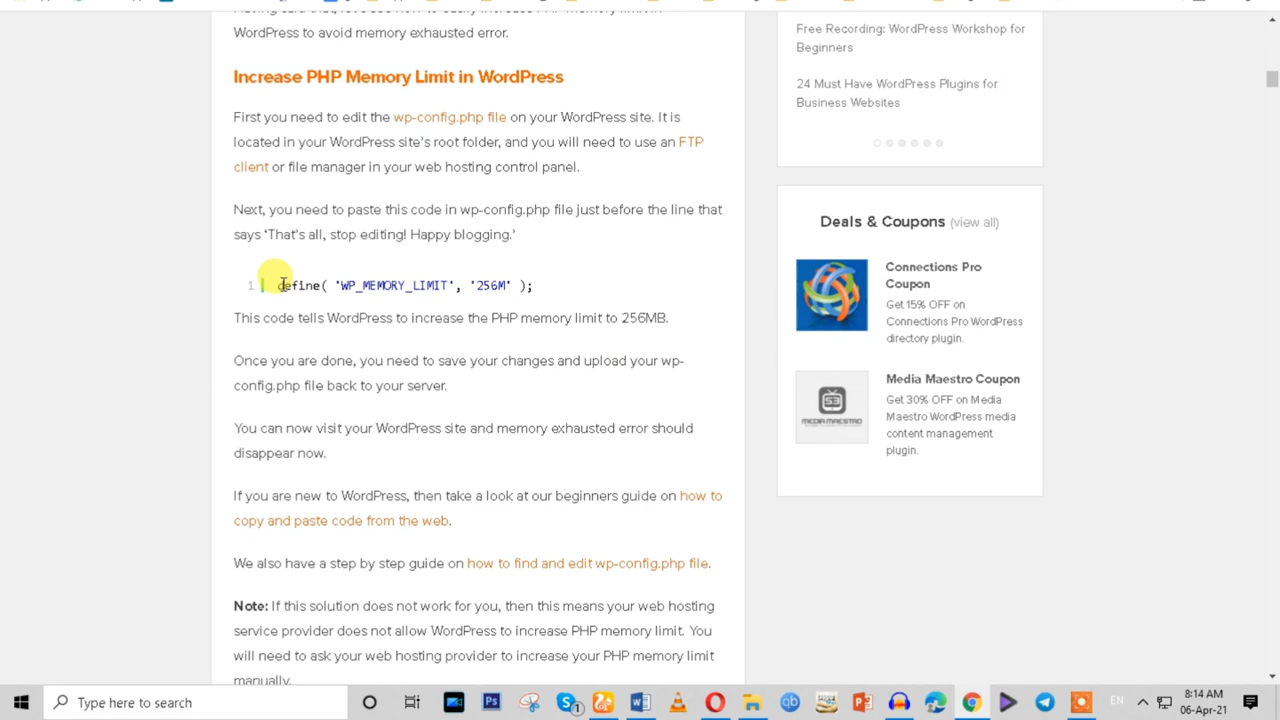 WordPress to avoid memory exhausted error.
Increase PHP Memory Limit in WordPress
First you need to edit the wp-config.php file on your WordPress site. It is
located in your WordPress site's root folder, and you will need to use an FTP
client or file manager in your web hosting control panel.
Next, you need to paste this code in wp-config.php file just before the line that
says ‘That's all, stop editing! Happy blogging.’
1 define( 'WP_MEMORY_LIMIT', '256M' );
This code tells WordPress to increase the PHP memory limit to 256MB.
Once you are done, you need to save your changes and upload your wp-
config.php file back to your server.
You can now visit your WordPress site and memory exhausted error should
disappear now.
If you are new to WordPress, then take a look at our beginners guide on how to
copy and paste code from the web.
We also have a step by step guide on how to find and edit wp-config.php file.
Note: If this solution does not work for you, then this means your web hosting
service provider does not allow WordPress to increase PHP memory limit. You
will need to ask your web hosting provider to increase your PHP memory limit
manually.
Free Recording: WordPress Workshop for
Beginners
24 Must Have WordPress Plugins for
Business Websites
Deals & Coupons (view all)
Connections Pro
Coupon
Get 15% OFF on
Connections Pro WordPress
directory plugin.
Media Maestro Coupon
Get 30% OFF on Media
Maestro WordPress media
content management
plugin.
MEDIA MAESTRO
Type here to search
Ps
S
1
W
qb
P
EN
8:14 AM
06-Apr-21